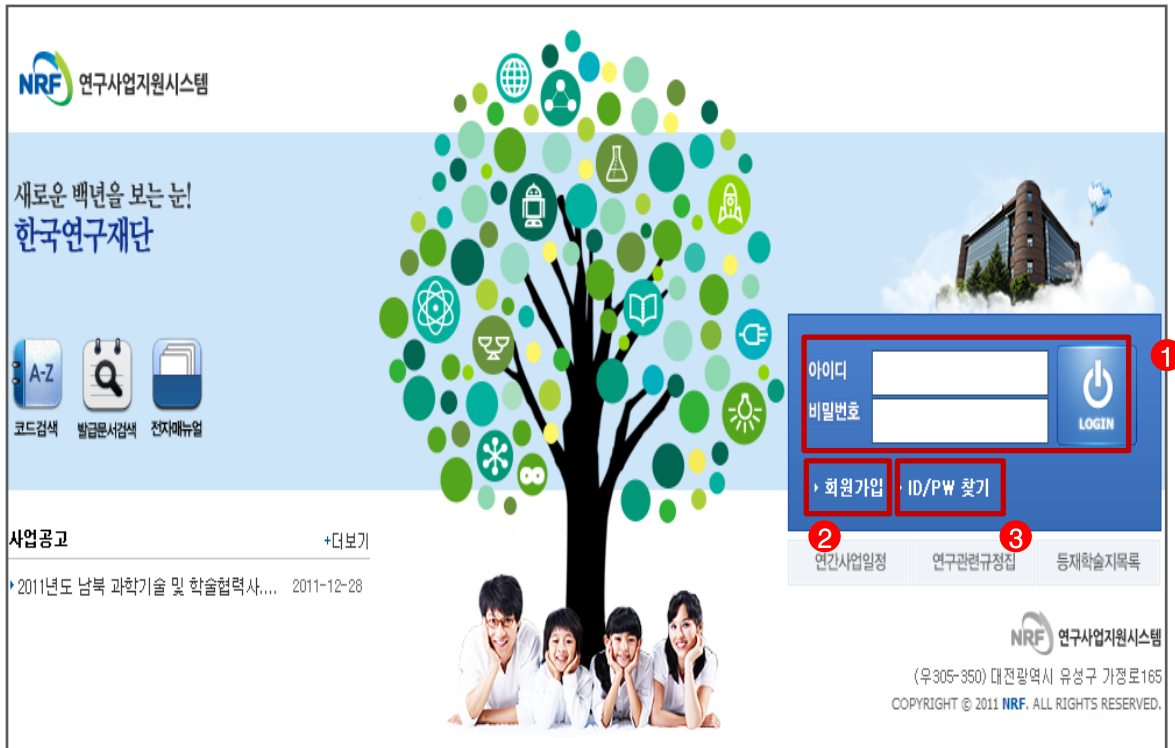 NRF 연구사업지원시스템
새로운 백년을 보는 눈!
한국연구재단
A-Z
코드검색 발급문서검색 전자매뉴얼
아이디
비밀번호
LOGIN
1
회원가입 ID/PW 찾기
2 3
연간사업일정 연구관련규정집 등재학술지목록
사업공고 +더보기
2011년도 남북 과학기술 및 학술협력사.... 2011-12-28
NRF 연구사업지원시스템
(우305-350) 대전광역시 유성구 가정로165
COPYRIGHT © 2011 NRF. ALL RIGHTS RESERVED.